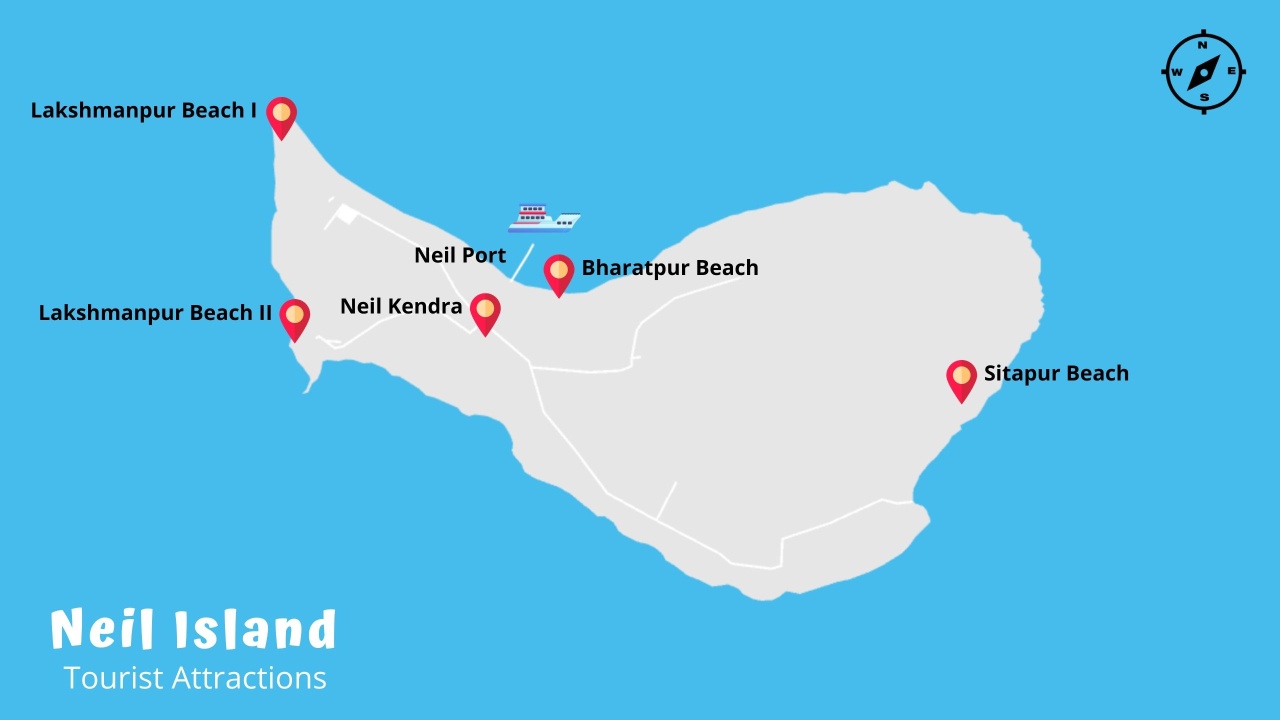 N
W E
S
Lakshmanpur Beach I
Neil Port
Bharatpur Beach
Neil Kendra
Lakshmanpur Beach II
Sitapur Beach
Neil Island
Tourist Attractions